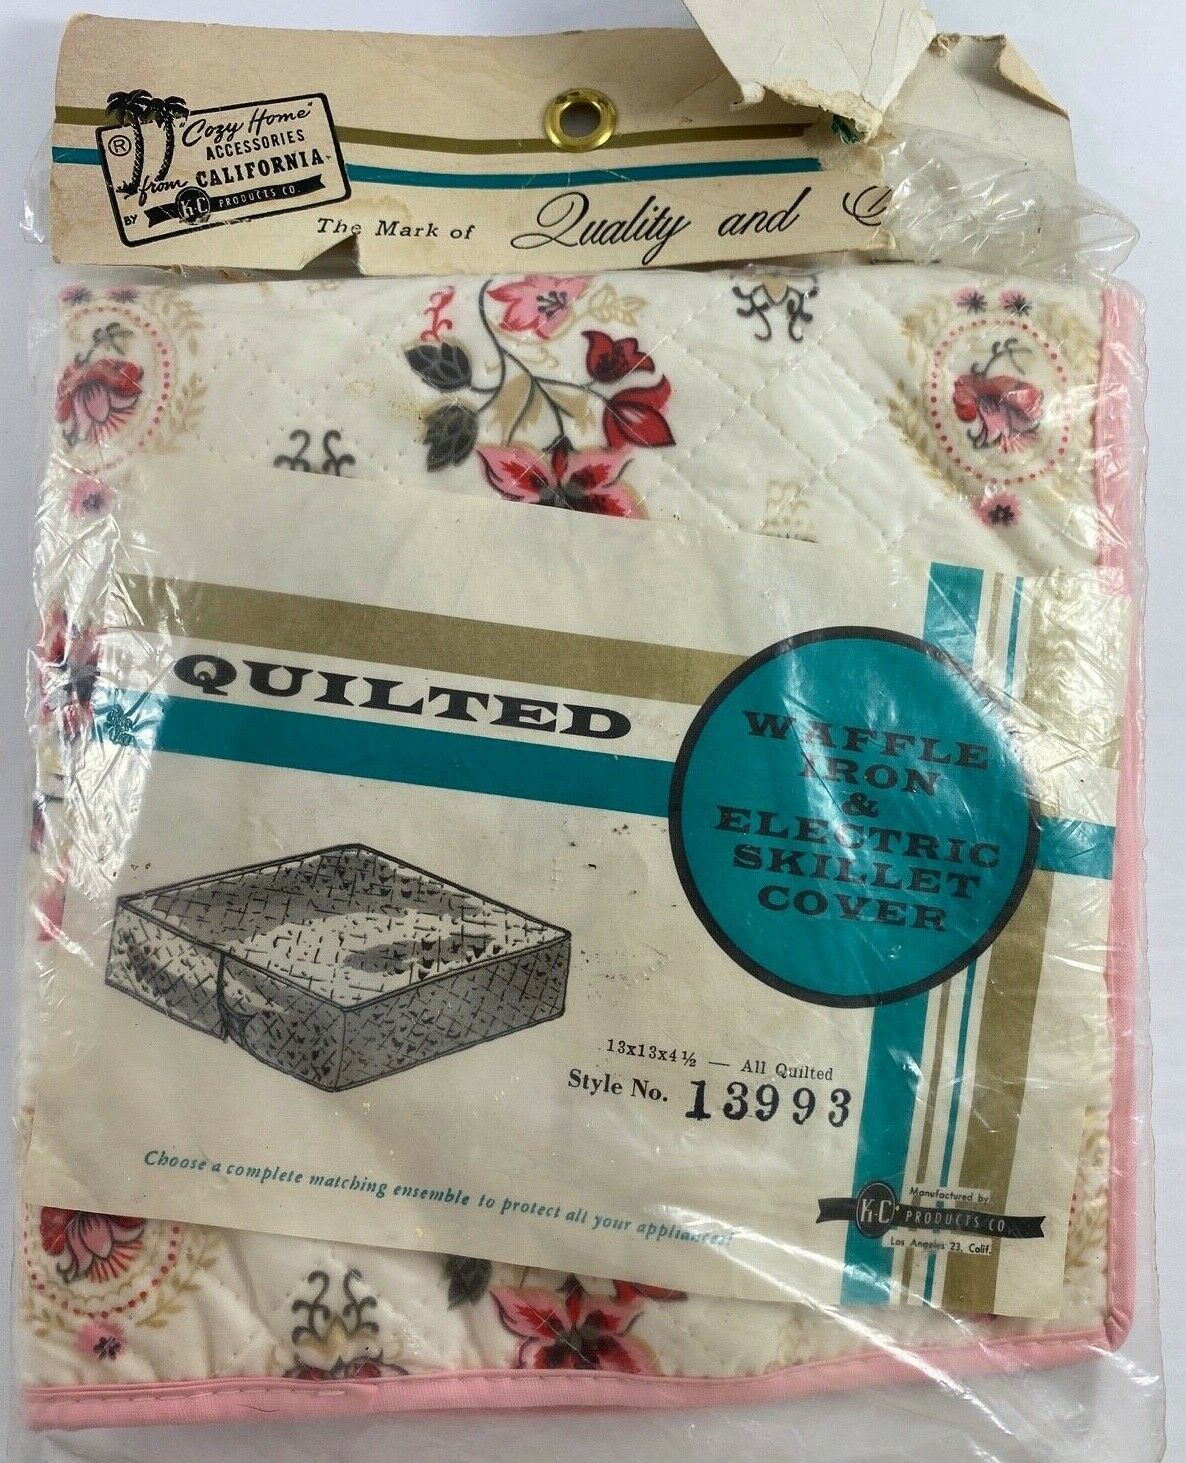 ®
"Cozy Home"
ACCESSORIES
from CALIFORNIA
BY K-C PRODUCTS CO.
The Mark of Quality and
QUILTED
WAFFLE
IRON
&
ELECTRIC
SKILLET
COVER
13x13x4½ — All Quilted
Style No. 13993
Choose a complete matching ensemble to protect all your appliances!
Manufactured by
K-C PRODUCTS CO
Los Angeles 23, Calif.